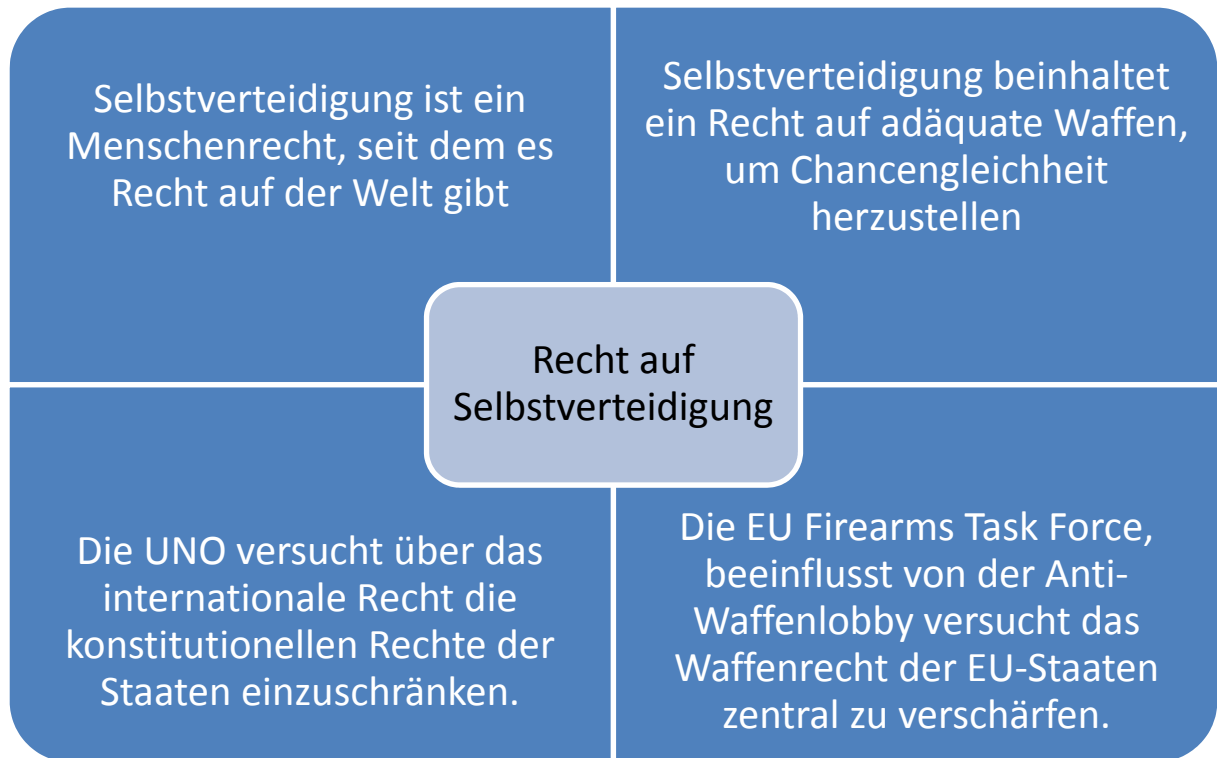 Selbstverteidigung ist ein
Menschenrecht, seit dem es
Recht auf der Welt gibt
Selbstverteidigung beinhaltet
ein Recht auf adäquate Waffen,
um Chancengleichheit
herzustellen
Recht auf
Selbstverteidigung
Die UNO versucht über das
internationale Recht die
konstitutionellen Rechte der
Staaten einzuschränken.
Die EU Firearms Task Force,
beeinflusst von der Anti-
Waffenlobby versucht das
Waffenrecht der EU-Staaten
zentral zu verschärfen.